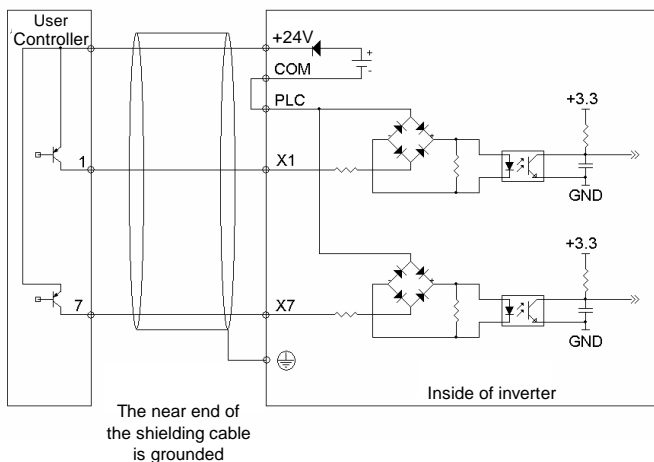 User
Controller
+24V
+
-
COM
PLC
+3.3
1
X1
- +
GND
+3.3
7
X7
- +
GND
Inside of inverter
The near end of
the shielding cable
is grounded